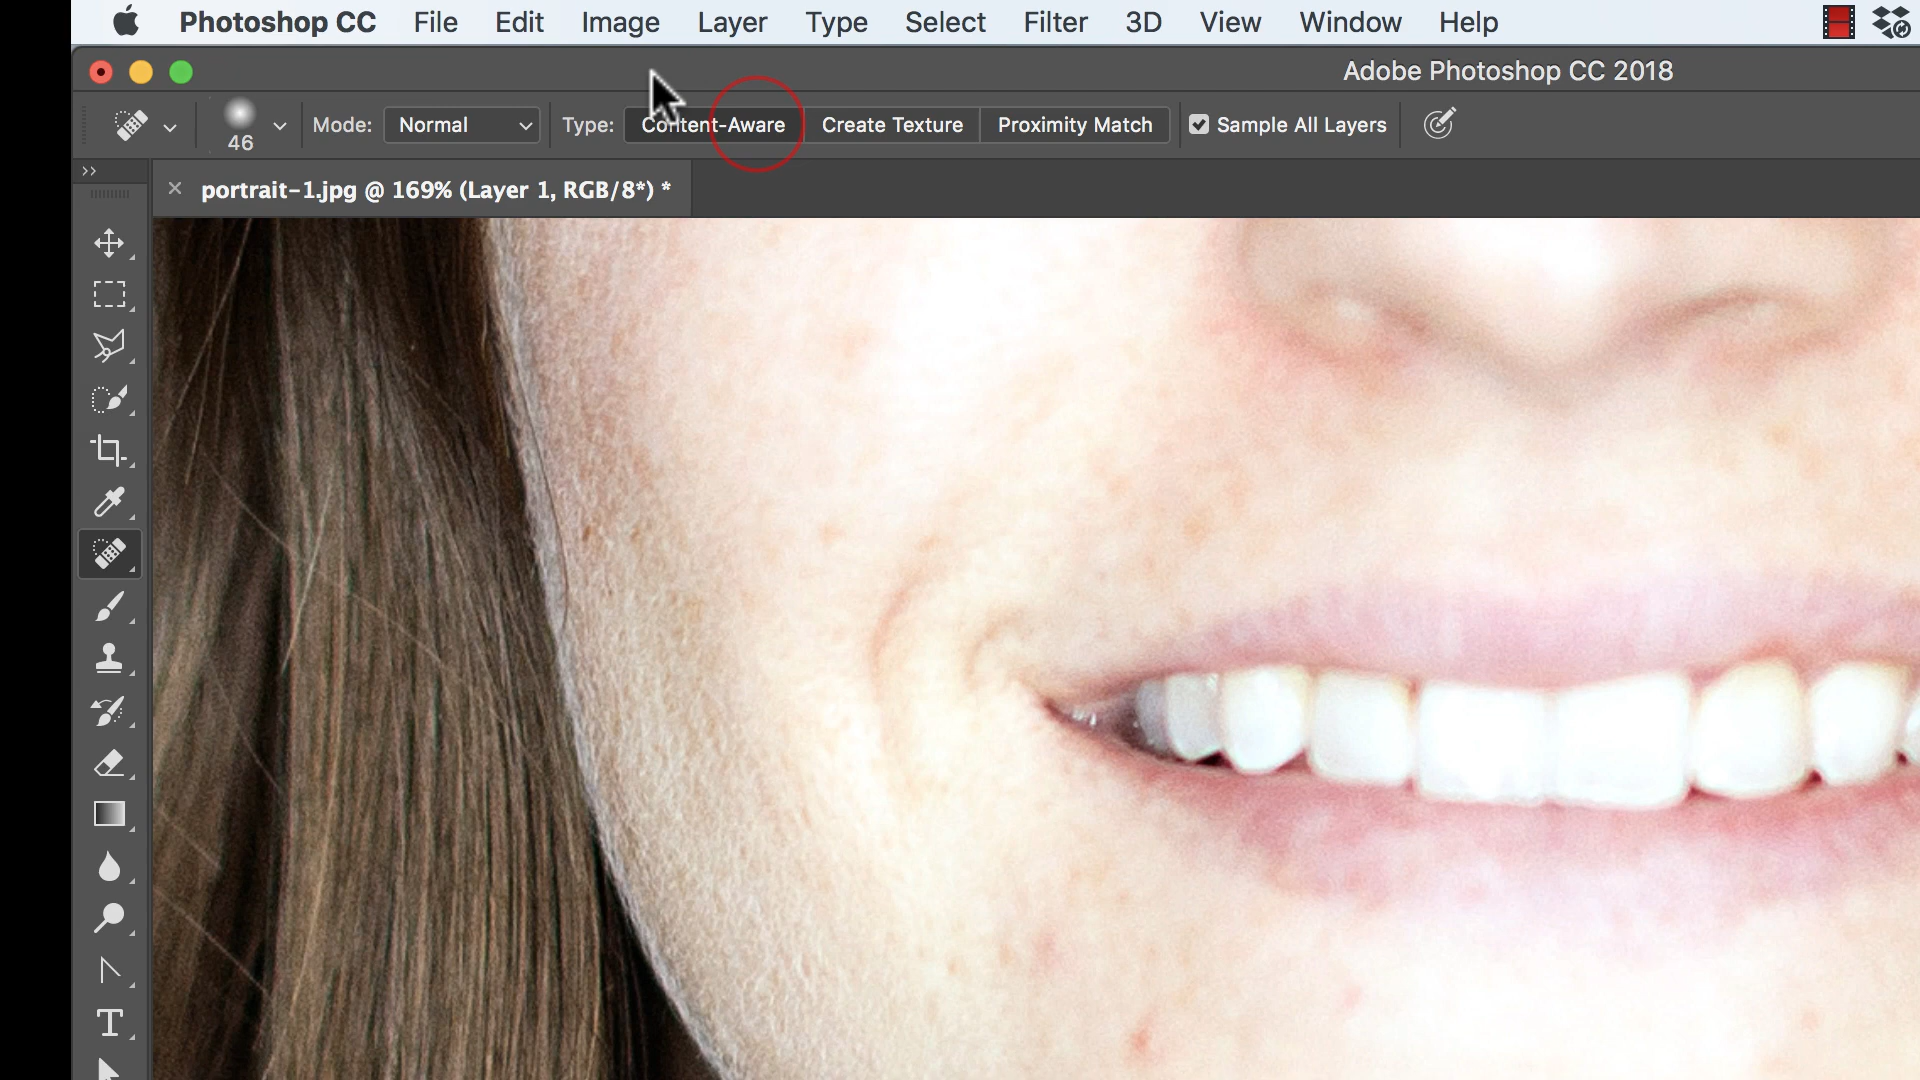 Photoshop CC File Edit Image Layer Type Select Filter 3D View Window Help
Adobe Photoshop CC 2018
46 Mode: Normal Type: Content-Aware Create Texture Proximity Match Sample All Layers
portrait-1.jpg @ 169% (Layer 1, RGB/8*) *